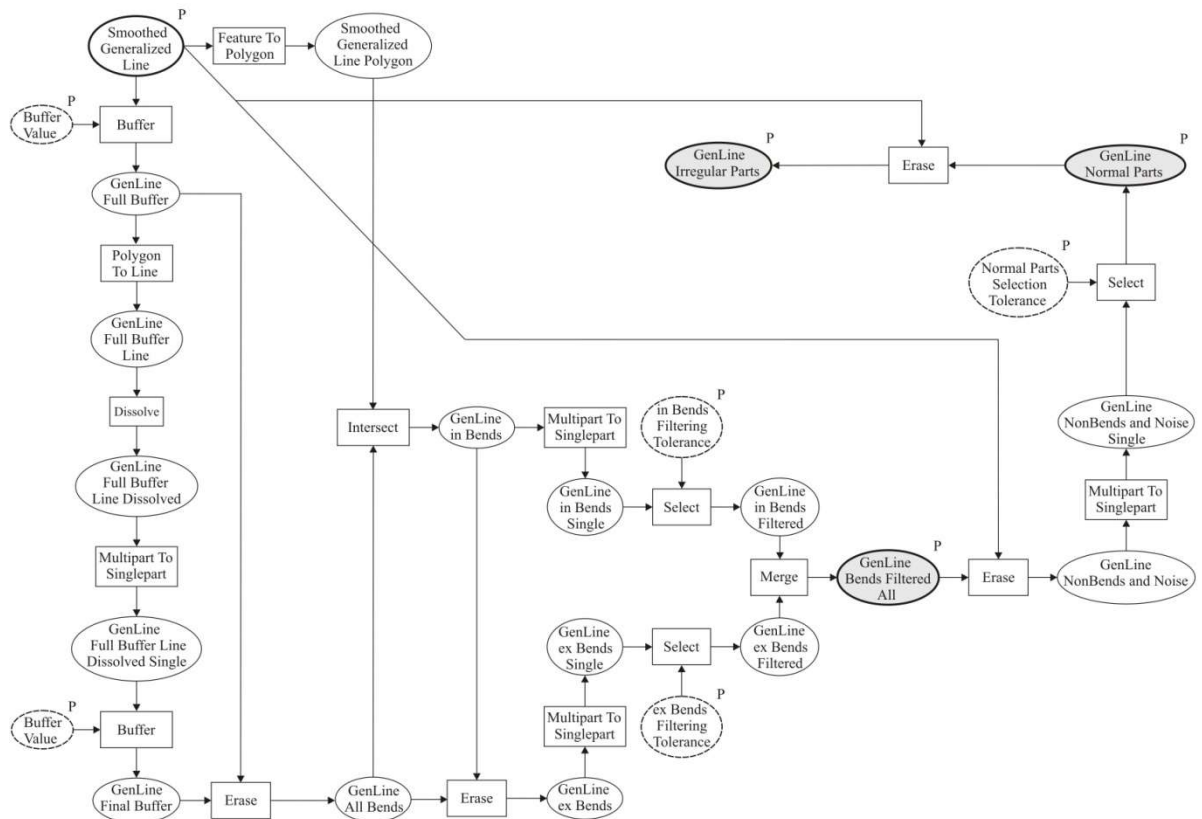 P
Smoothed
Generalized
Line
Feature To
Polygon
Smoothed
Generalized
Line Polygon
P
Buffer
Value
Buffer
GenLine
Full Buffer
Polygon
To Line
GenLine
Full Buffer
Line
Dissolve
GenLine
Full Buffer
Line Dissolved
Multipart To
Singlepart
GenLine
Full Buffer Line
Dissolved Single
P
Buffer
Value
Buffer
GenLine
Final Buffer
Erase
GenLine
All Bends
Erase
GenLine
ex Bends
Intersect
GenLine
in Bends
Multipart To
Singlepart
P
in Bends
Filtering
Tolerance
GenLine
in Bends
Single
Select
GenLine
in Bends
Filtered
Merge
GenLine
ex Bends
Single
Select
GenLine
ex Bends
Filtered
Multipart To
Singlepart
P
ex Bends
Filtering
Tolerance
P
GenLine
Bends Filtered
All
Erase
GenLine
NonBends and Noise
Multipart To
Singlepart
GenLine
NonBends and Noise
Single
P
Normal Parts
Selection
Tolerance
Select
P
GenLine
Normal Parts
Erase
P
GenLine
Irregular Parts